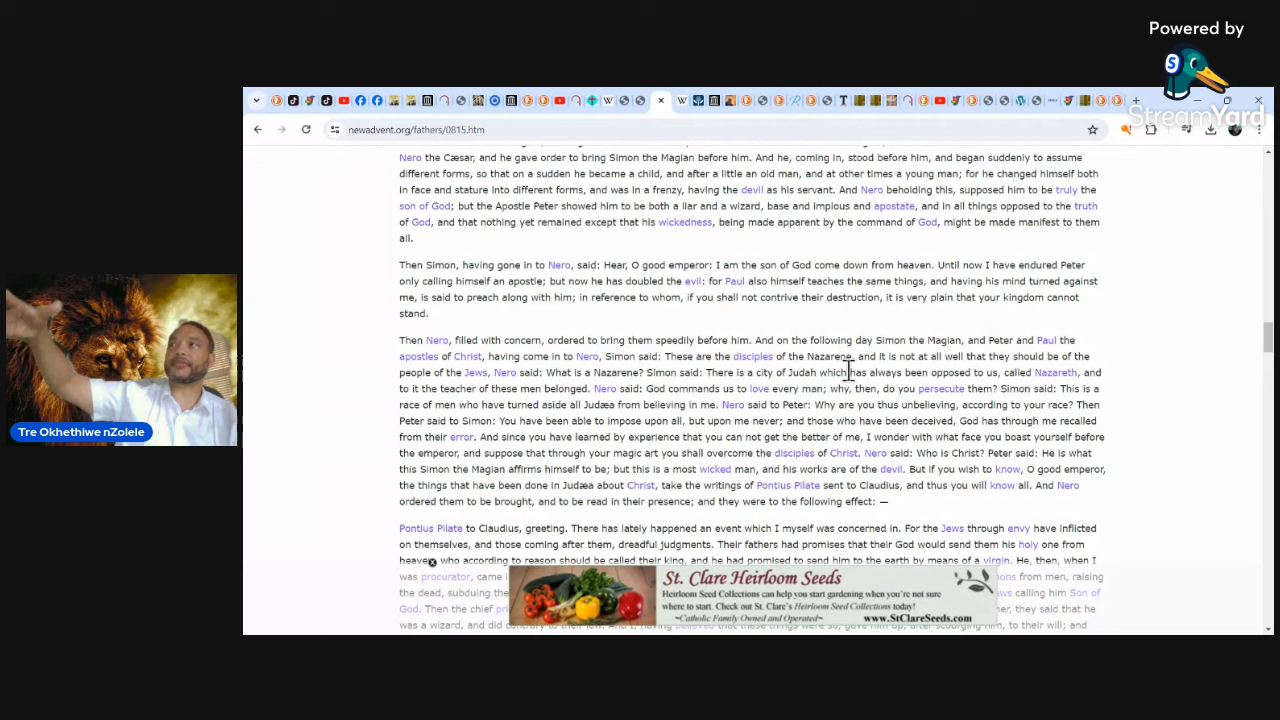 Powered by
StreamYard
newadvent.org/fathers/0815.htm
Nero the Cæsar, and he gave order to bring Simon the Magian before him. And he, coming in, stood before him, and began suddenly to assume
different forms, so that on a sudden he became a child, and after a little an old man, and at other times a young man; for he changed himself both
in face and stature into different forms, and was in a frenzy, having the devil as his servant. And Nero beholding this, supposed him to be truly the
son of God; but the Apostle Peter showed him to be both a liar and a wizard, base and impious and apostate, and in all things opposed to the truth
of God, and that nothing yet remained except that his wickedness, being made apparent by the command of God, might be made manifest to them
all.
Then Simon, having gone in to Nero, said: Hear, O good emperor: I am the son of God come down from heaven. Until now I have endured Peter
only calling himself an apostle; but now he has doubled the evil: for Paul also himself teaches the same things, and having his mind turned against
me, is said to preach along with him; in reference to whom, if you shall not contrive their destruction, it is very plain that your kingdom cannot
stand.
Then Nero, filled with concern, ordered to bring them speedily before him. And on the following day Simon the Magian, and Peter and Paul the
apostles of Christ, having come in to Nero, Simon said: These are the disciples of the Nazarene, and it is not at all well that they should be of the
people of the Jews, Nero said: What is a Nazarene? Simon said: There is a city of Judah which has always been opposed to us, called Nazareth, and
to it the teacher of these men belonged. Nero said: God commands us to love every man; why, then, do you persecute them? Simon said: This is a
race of men who have turned aside all Judæa from believing in me. Nero said to Peter: Why are you thus unbelieving, according to your race? Then
Peter said to Simon: You have been able to impose upon all, but upon me never; and those who have been deceived, God has through me recalled
from their error. And since you have learned by experience that you can not get the better of me, I wonder with what face you boast yourself before
the emperor, and suppose that through your magic art you shall overcome the disciples of Christ. Nero said: Who is Christ? Peter said: He is what
this Simon the Magian affirms himself to be; but this is a most wicked man, and his works are of the devil. But if you wish to know, O good emperor,
the things that have been done in Judæa about Christ, take the writings of Pontius Pilate sent to Claudius, and thus you will know all. And Nero
ordered them to be brought, and to be read in their presence; and they were to the following effect: —
Pontius Pilate to Claudius, greeting. There has lately happened an event which I myself was concerned in. For the Jews through envy have inflicted
on themselves, and those coming after them, dreadful judgments. Their fathers had promises that their God would send them his holy one from
heaven who according to reason should be called their king, and he had promised to send him to the earth by means of a virgin. He, then, when I
was procurator, came from men, raising
the dead, subduing the calling him Son of
God. Then the chief they said that he
was a wizard, and did to their will; and
St. Clare Heirloom Seeds
Heirloom Seed Collections can help you start gardening when you're not sure
where to start. Check out St. Clare's Heirloom Seed Collections today!
~Catholic Family Owned and Operated~ www.StClareSeeds.com
Tre Okhethiwe nZolele